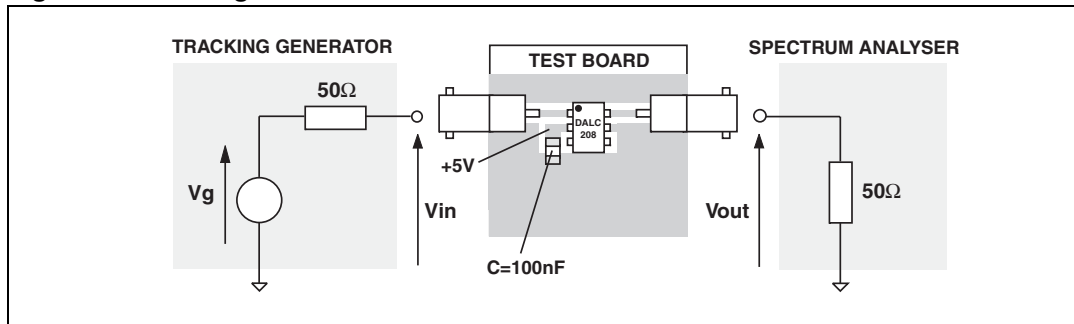 TRACKING GENERATOR
TEST BOARD
SPECTRUM ANALYSER
50Ω
DALC
208
+5V
Vg
Vin
Vout
50Ω
C=100nF